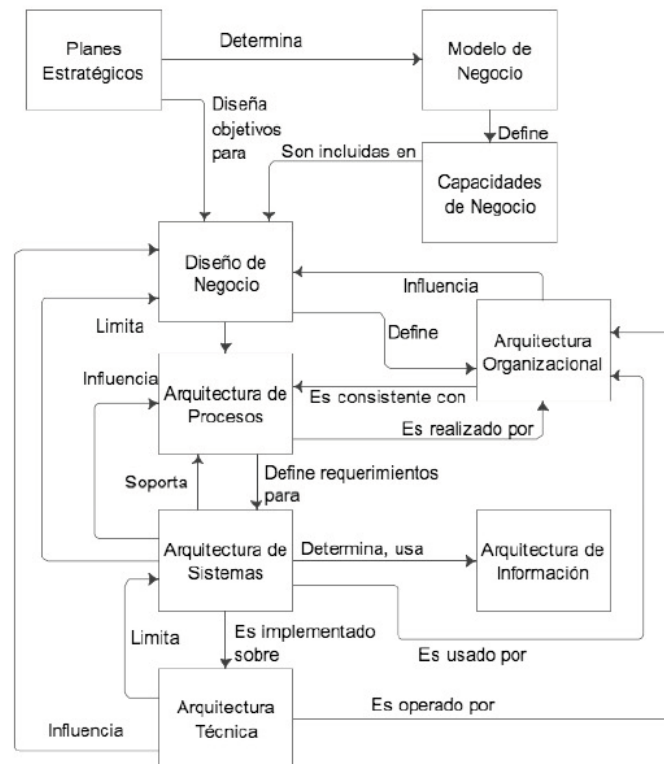 Planes
Estratégicos
Determina
Modelo de
Negocio
Diseña
objetivos
para
Define
Son incluidas en
Capacidades
de Negocio
Diseño de
Negocio
Influencia
Limita
Define
Arquitectura
Organizacional
Influencia
Arquitectura de
Procesos
Es consistente con
Es realizado por
Soporta
Define requerimientos
para
Arquitectura de
Sistemas
Determina, usa
Arquitectura de
Información
Limita
Es implementado
sobre
Es usado por
Arquitectura
Técnica
Es operado por
Influencia